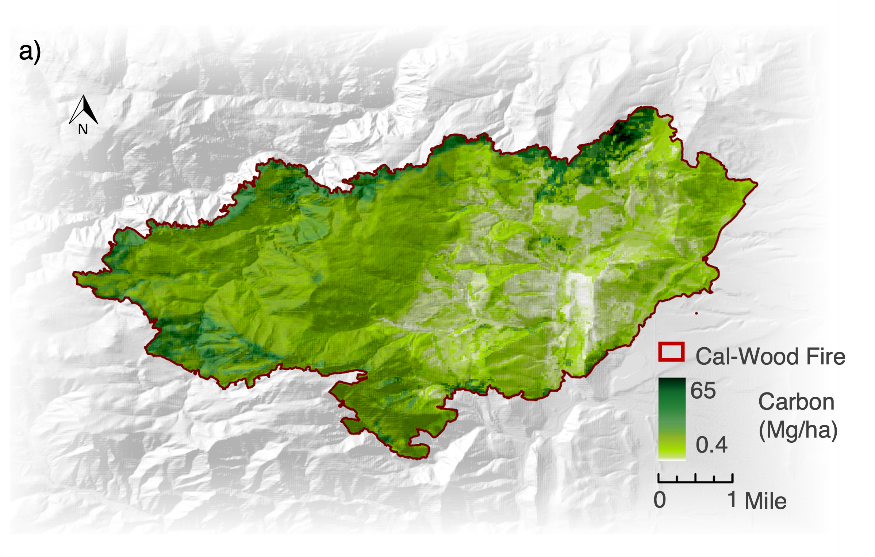 a)
N
Cal-Wood Fire
65
Carbon
(Mg/ha)
0.4
0 1 Mile